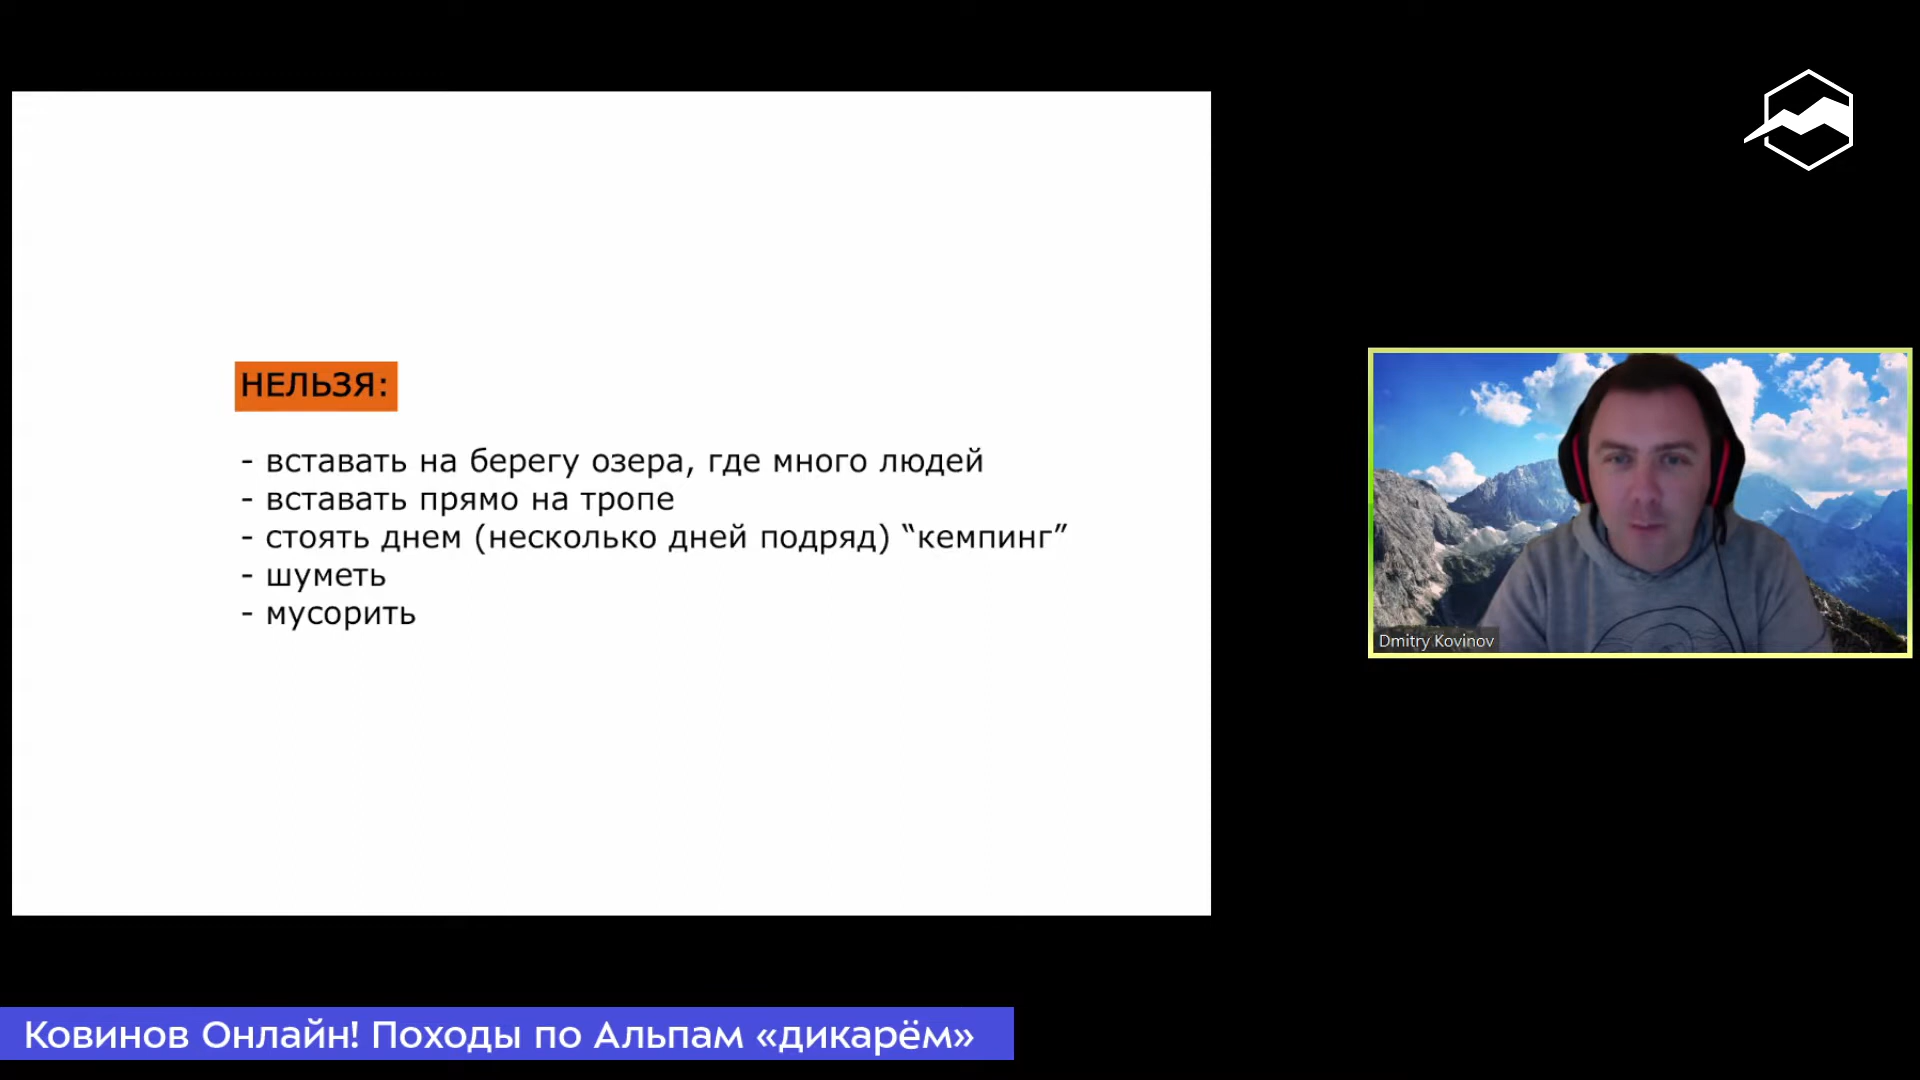 НЕЛЬЗЯ:
- вставать на берегу озера, где много людей
- вставать прямо на тропе
- стоять днем (несколько дней подряд) “кемпинг”
- шуметь
- мусорить
Dmitry Kovinov
Ковинов Онлайн! Походы по Альпам «дикарём»